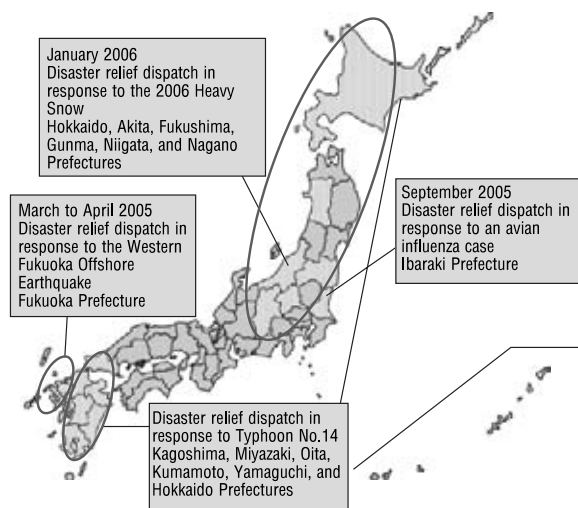 January 2006
Disaster relief dispatch in
response to the 2006 Heavy
Snow
Hokkaido, Akita, Fukushima,
Gunma, Niigata, and Nagano
Prefectures
March to April 2005
Disaster relief dispatch in
response to the Western
Fukuoka Offshore
Earthquake
Fukuoka Prefecture
September 2005
Disaster relief dispatch in
response to an avian
influenza case
Ibaraki Prefecture
Disaster relief dispatch in
response to Typhoon No.14
Kagoshima, Miyazaki, Oita,
Kumamoto, Yamaguchi, and
Hokkaido Prefectures